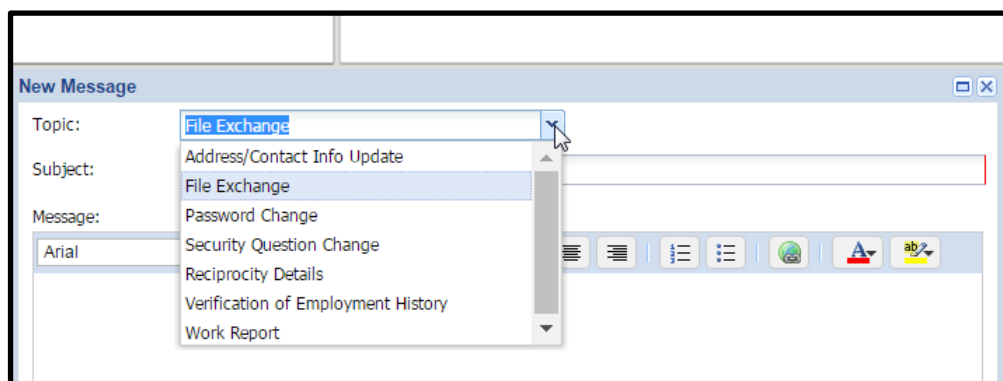 New Message
Topic:
File Exchange
Address/Contact Info Update
Subject:
File Exchange
Password Change
Message:
Security Question Change
Arial
Reciprocity Details
Verification of Employment History
Work Report
A
ab